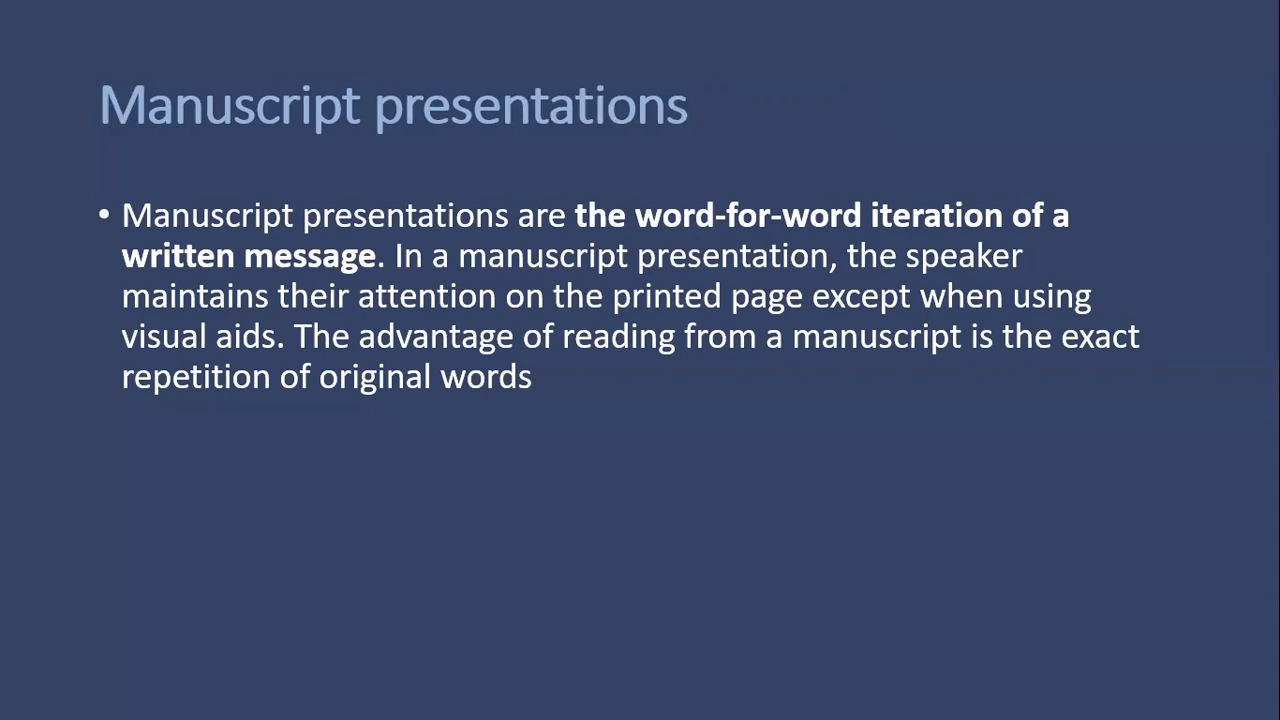 Manuscript presentations
• Manuscript presentations are the word-for-word iteration of a
written message. In a manuscript presentation, the speaker
maintains their attention on the printed page except when using
visual aids. The advantage of reading from a manuscript is the exact
repetition of original words